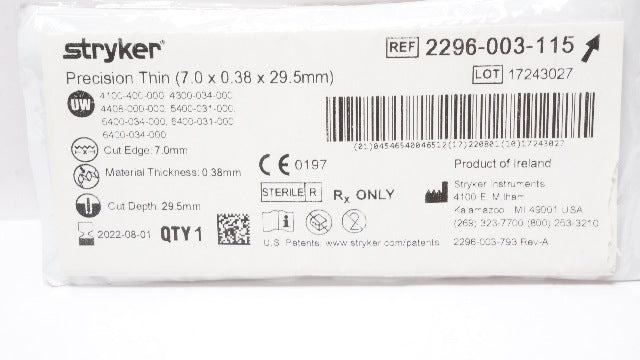 stryker®
REF 2296-003-115
LOT 17243027
Precision Thin (7.0 x 0.38 x 29.5mm)
UW
4100-400-000, 4300-034-000,
4408-000-000, 5400-031-000,
5400-034-000, 6400-031-000
6400-034-000
(01)04546540046512(17)220801(10)17243027
Cut Edge: 7.0mm
Material Thickness: 0.38mm
Cut Depth: 29.5mm
2022-08-01 QTY 1
CE 0197
STERILE R
Rx ONLY
Product of Ireland
Stryker Instruments
4100 E. Milham
Kalamazoo MI 49001 USA
(269) 323-7700 (800) 253-3210
U.S. Patents: www.stryker.com/patents
2296-003-793 Rev-A